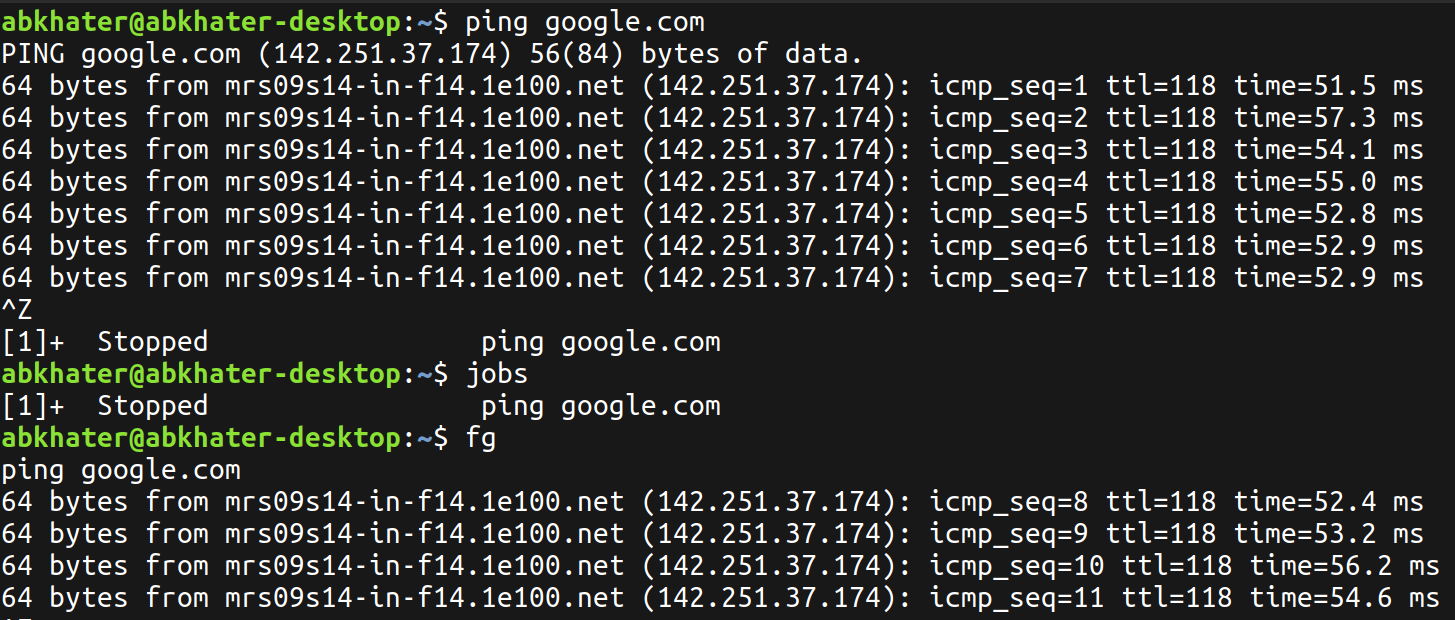 abkhater@abkhater-desktop:~$ ping google.com
PING google.com (142.251.37.174) 56(84) bytes of data.
64 bytes from mrs09s14-in-f14.1e100.net (142.251.37.174): icmp_seq=1 ttl=118 time=51.5 ms
64 bytes from mrs09s14-in-f14.1e100.net (142.251.37.174): icmp_seq=2 ttl=118 time=57.3 ms
64 bytes from mrs09s14-in-f14.1e100.net (142.251.37.174): icmp_seq=3 ttl=118 time=54.1 ms
64 bytes from mrs09s14-in-f14.1e100.net (142.251.37.174): icmp_seq=4 ttl=118 time=55.0 ms
64 bytes from mrs09s14-in-f14.1e100.net (142.251.37.174): icmp_seq=5 ttl=118 time=52.8 ms
64 bytes from mrs09s14-in-f14.1e100.net (142.251.37.174): icmp_seq=6 ttl=118 time=52.9 ms
64 bytes from mrs09s14-in-f14.1e100.net (142.251.37.174): icmp_seq=7 ttl=118 time=52.9 ms
^Z
[1]+  Stopped                 ping google.com
abkhater@abkhater-desktop:~$ jobs
[1]+  Stopped                 ping google.com
abkhater@abkhater-desktop:~$ fg
ping google.com
64 bytes from mrs09s14-in-f14.1e100.net (142.251.37.174): icmp_seq=8 ttl=118 time=52.4 ms
64 bytes from mrs09s14-in-f14.1e100.net (142.251.37.174): icmp_seq=9 ttl=118 time=53.2 ms
64 bytes from mrs09s14-in-f14.1e100.net (142.251.37.174): icmp_seq=10 ttl=118 time=56.2 ms
64 bytes from mrs09s14-in-f14.1e100.net (142.251.37.174): icmp_seq=11 ttl=118 time=54.6 ms